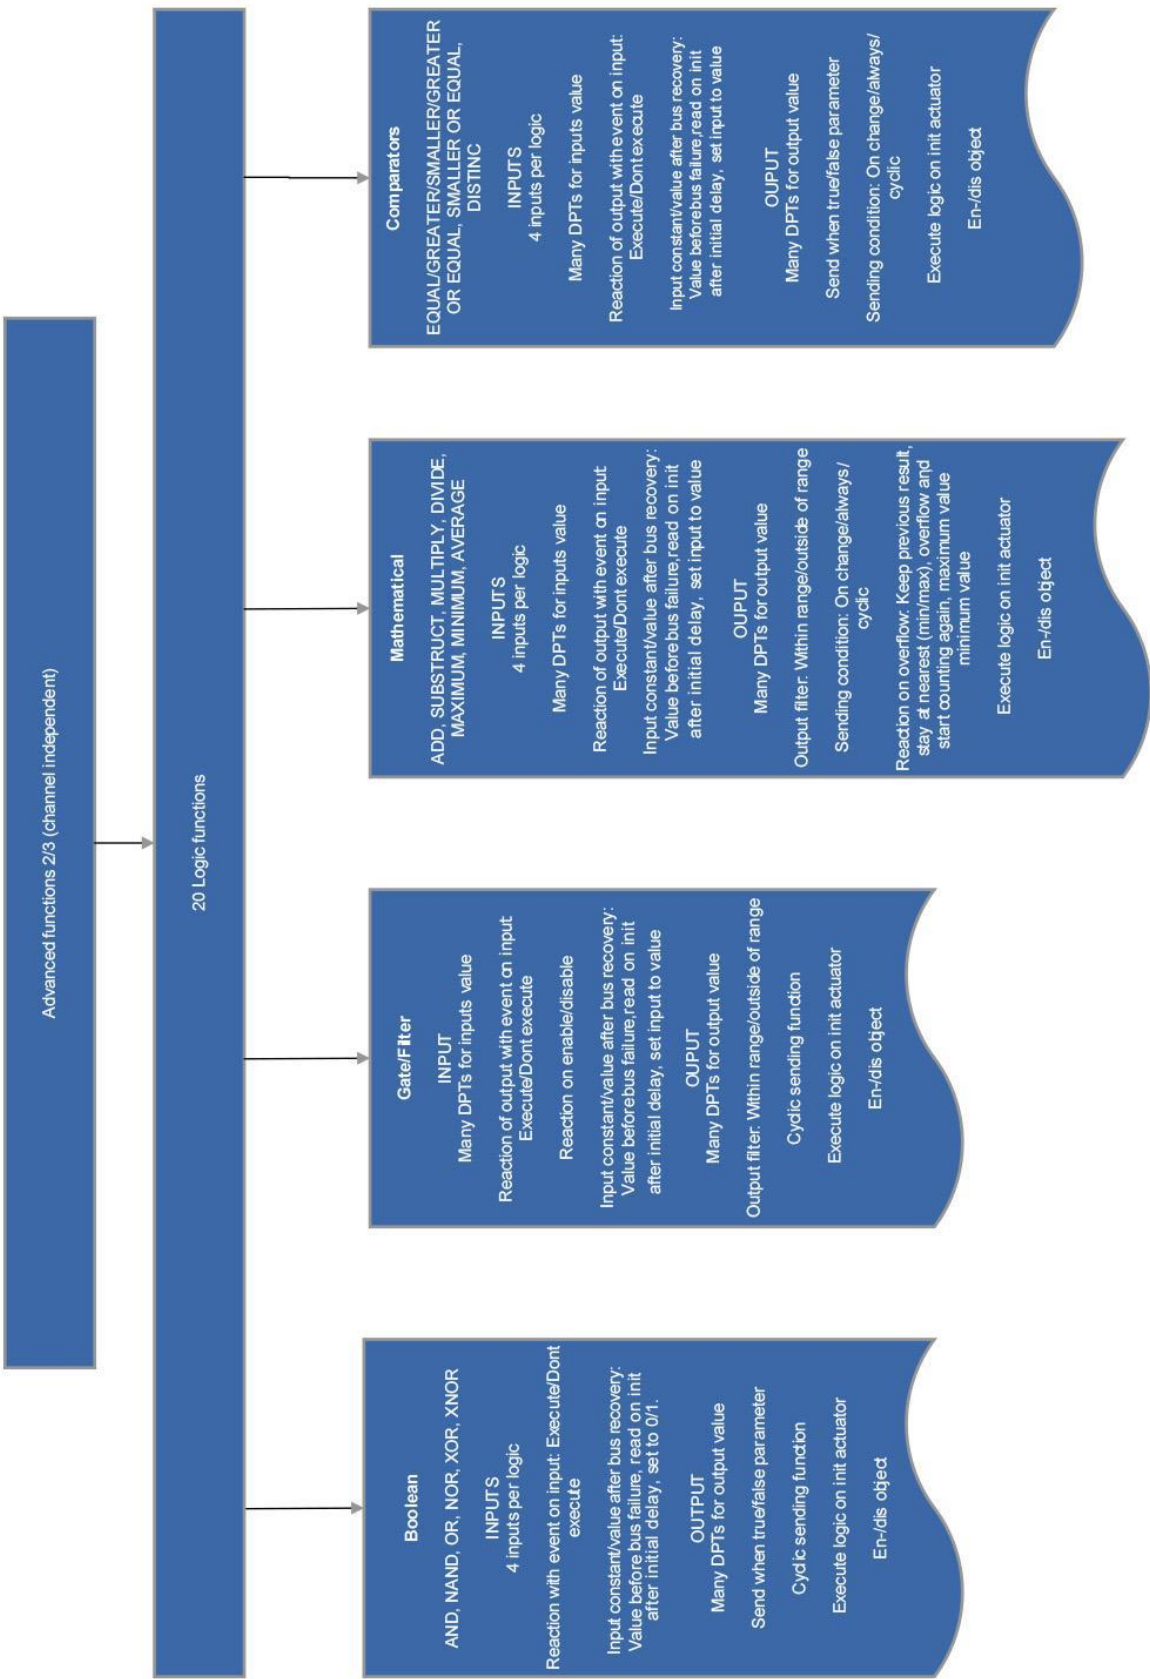 Advanced functions 2/3 (channel independent)
20 Logic functions
Boolean
AND, NAND, OR, NOR, XOR, XNOR
INPUTS
4 inputs per logic
Reaction with event on input: Execute/Dont
execute
Input constant/value after bus recovery:
Value before bus failure, read on init
after initial delay, set to 0/1.
OUTPUT
Many DPTs for output value
Send when true/false parameter
Cyclic sending function
Execute logic on init actuator
En-/dis object
Gate/Filter
INPUT
Many DPTs for inputs value
Reaction of output with event on input:
Execute/Dont execute
Reaction on enable/disable
Input constant/value after bus recovery:
Value before bus failure,read on init
after initial delay, set input to value
OUPUT
Many DPTs for output value
Output filter: Within range/outside of range
Cyclic sending function
Execute logic on init actuator
En-/dis object
Mathematical
ADD, SUBSTRUCT, MULTIPLY, DIVIDE,
MAXIMUM, MINIMUM, AVERAGE
INPUTS
4 inputs per logic
Many DPTs for inputs value
Reaction of output with event on input:
Execute/Dont execute
Input constant/value after bus recovery:
Value before bus failure,read on init
after initial delay, set input to value
OUPUT
Many DPTs for output value
Output filter: Within range/outside of range
Sending condition: On change/always/
cyclic
Reaction on overflow: Keep previous result,
stay at nearest (min/max), overflow and
start counting again, maximum value
minimum value
Execute logic on init actuator
En-/dis object
Comparators
EQUAL/GREATER/SMALLER/GREATER
OR EQUAL, SMALLER OR EQUAL,
DISTINC
INPUTS
4 inputs per logic
Many DPTs for inputs value
Reaction of output with event on input:
Execute/Dont execute
Input constant/value after bus recovery:
Value before bus failure,read on init
after initial delay, set input to value
OUPUT
Many DPTs for output value
Send when true/false parameter
Sending condition: On change/always/
cyclic
Execute logic on init actuator
En-/dis object